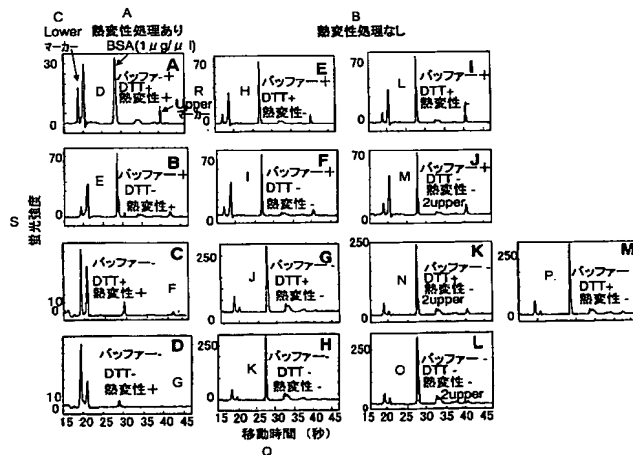 A
熱変性処理あり
B
熱変性処理なし
C
Lower
マーカー
BSA(1μg/μl)
30
0
D
A
バッファ-+
DTT+
熱変性+
Upper
マーカ
R
70
0
H
E
バッファー+
DTT+
熱変性-
70
0
L
I
バッファー+
DTT+
熱変性
70
0
E
B
バッファー+
DTT-
熱変性+
70
0
I
F
バッファー+
DTT-
熱変性-
70
0
M
J
バッファー+
DTT-
熱変性-
2upper
S
蛍光強度
10
0
C
バッファー-
DTT+
熱変性+
F
250
0
J
G
バッファー-
DTT+
熱変性-
250
0
N
K
バッファー-
DTT+
熱変性-
2upper
P.
M
バッファー
DTT+
熱変性-
10
0
D
バッファー-
DTT-
熱変性+
G
250
0
K
H
バッファー-
DTT-
熱変性-
250
0
O
L
バッファー-
DTT-
熱変性-
2upper
15 20 25 30 35 40 45
15 20 25 30 35 40 45
15 20 25 30 35 40 45
15 20 25 30 35 40 45
移動時間 (秒)
Q